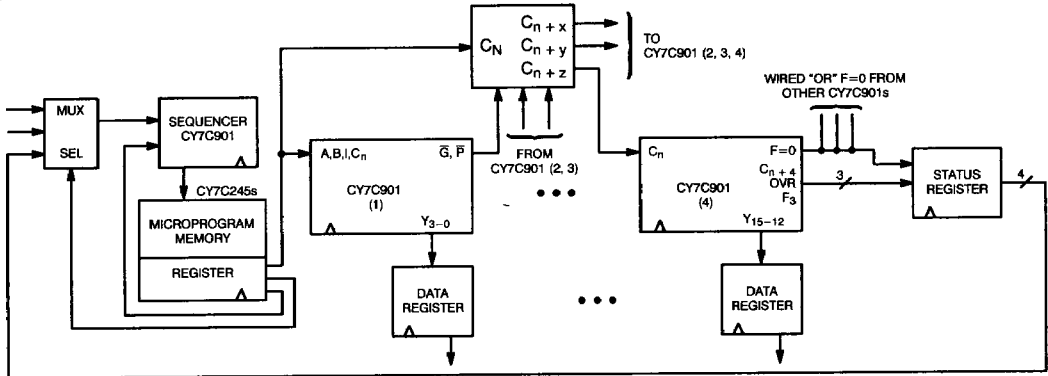 MUX
SEL
SEQUENCER
CY7C901
CY7C245s
MICROPROGRAM
MEMORY
REGISTER
CN
Cn + x
Cn + y
Cn + z
TO
CY7C901 (2, 3, 4)
A,B,I,Cn
G, P
CY7C901
(1)
Y3–0
FROM
CY7C901 (2, 3)
DATA
REGISTER
WIRED "OR" F=0 FROM
OTHER CY7C901s
Cn
F=0
Cn + 4
OVR
F3
CY7C901
(4)
Y15–12
3
STATUS
REGISTER
4
DATA
REGISTER